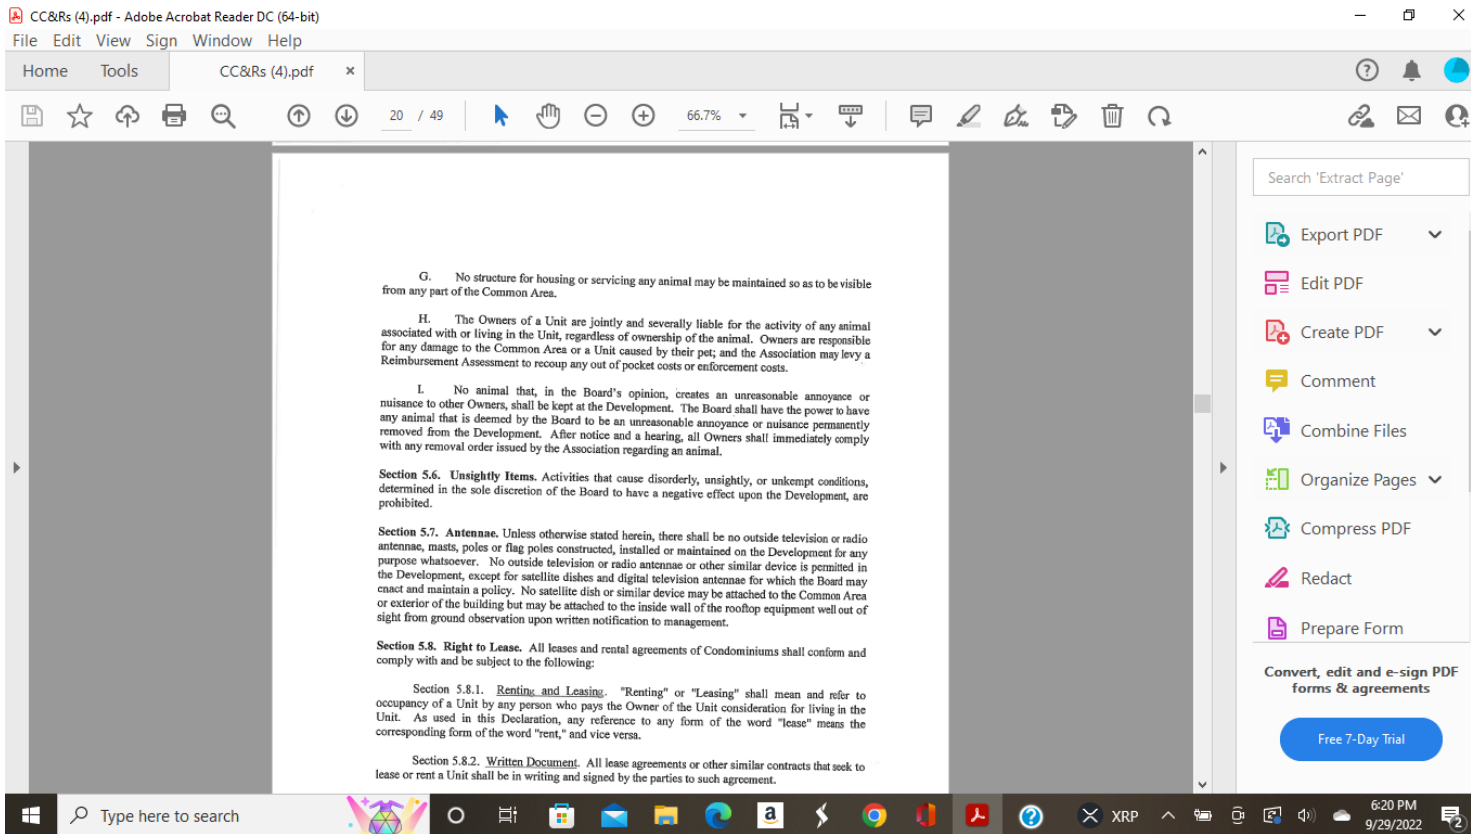 CC&Rs (4).pdf - Adobe Acrobat Reader DC (64-bit)
File Edit View Sign Window Help
Home Tools CC&Rs (4).pdf ×
20 / 49 66.7%
Search 'Extract Page'
Export PDF
Edit PDF
Create PDF
Comment
Combine Files
Organize Pages
Compress PDF
Redact
Prepare Form
Convert, edit and e-sign PDF
forms & agreements
Free 7-Day Trial
G. No structure for housing or servicing any animal may be maintained so as to be visible
from any part of the Common Area.
H. The Owners of a Unit are jointly and severally liable for the activity of any animal
associated with or living in the Unit, regardless of ownership of the animal. Owners are responsible
for any damage to the Common Area or a Unit caused by their pet; and the Association may levy a
Reimbursement Assessment to recoup any out of pocket costs or enforcement costs.
I. No animal that, in the Board's opinion, creates an unreasonable annoyance or
nuisance to other Owners, shall be kept at the Development. The Board shall have the power to have
any animal that is deemed by the Board to be an unreasonable annoyance or nuisance permanently
removed from the Development. After notice and a hearing, all Owners shall immediately comply
with any removal order issued by the Association regarding an animal.
Section 5.6. Unsightly Items. Activities that cause disorderly, unsightly, or unkempt conditions,
determined in the sole discretion of the Board to have a negative effect upon the Development, are
prohibited.
Section 5.7. Antennae. Unless otherwise stated herein, there shall be no outside television or radio
antennae, masts, poles or flag poles constructed, installed or maintained on the Development for any
purpose whatsoever. No outside television or radio antennae or other similar device is permitted in
the Development, except for satellite dishes and digital television antennae for which the Board may
enact and maintain a policy. No satellite dish or similar device may be attached to the Common Area
or exterior of the building but may be attached to the inside wall of the rooftop equipment well out of
sight from ground observation upon written notification to management.
Section 5.8. Right to Lease. All leases and rental agreements of Condominiums shall conform and
comply with and be subject to the following:
Section 5.8.1. Renting and Leasing. "Renting" or "Leasing" shall mean and refer to
occupancy of a Unit by any person who pays the Owner of the Unit consideration for living in the
Unit. As used in this Declaration, any reference to any form of the word "lease" means the
corresponding form of the word "rent," and vice versa.
Section 5.8.2. Written Document. All lease agreements or other similar contracts that seek to
lease or rent a Unit shall be in writing and signed by the parties to such agreement.
Type here to search
a
XRP
6:20 PM
9/29/2022
2